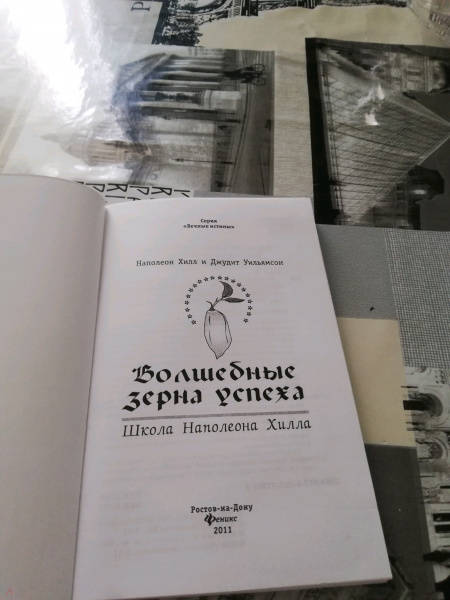 Серия
«Вечные истины»
Наполеон Хилл и Джудит Уильямсон
Волшебные
зерна успеха
Школа Наполеона Хилла
Ростов-на-Дону
Феникс
2011